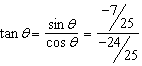 tan θ = sin θ / cos θ = (−7/25) / (−24/25)